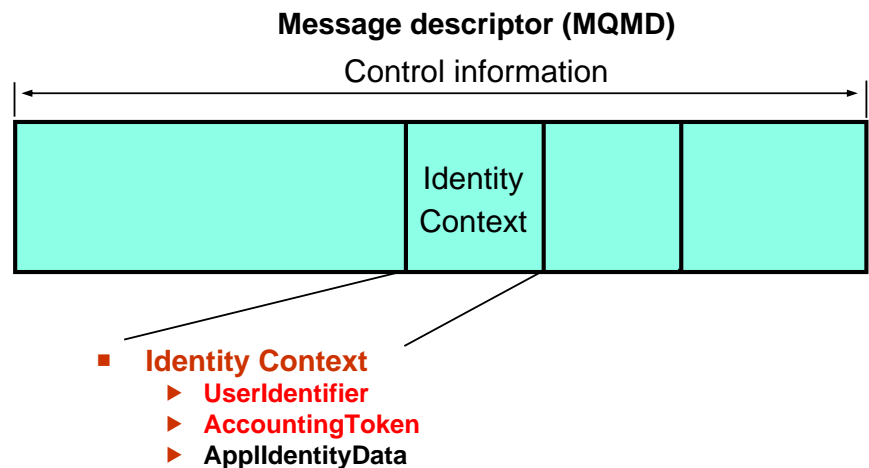 Message descriptor (MQMD)
Control information
Identity
Context
Identity Context
UserIdentifier
AccountingToken
ApplIdentityData